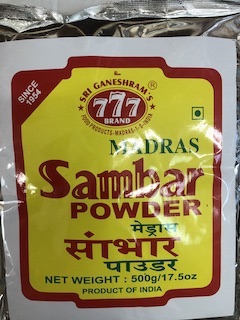 SINCE
1954
SRI GANESHRAM'S
®
777
BRAND
FOOD PRODUCTS-MADRAS
MADRAS
Sambar
POWDER
मेड्रास
सांभार
पाउडर
NET WEIGHT : 500g/17.5oz
PRODUCT OF INDIA